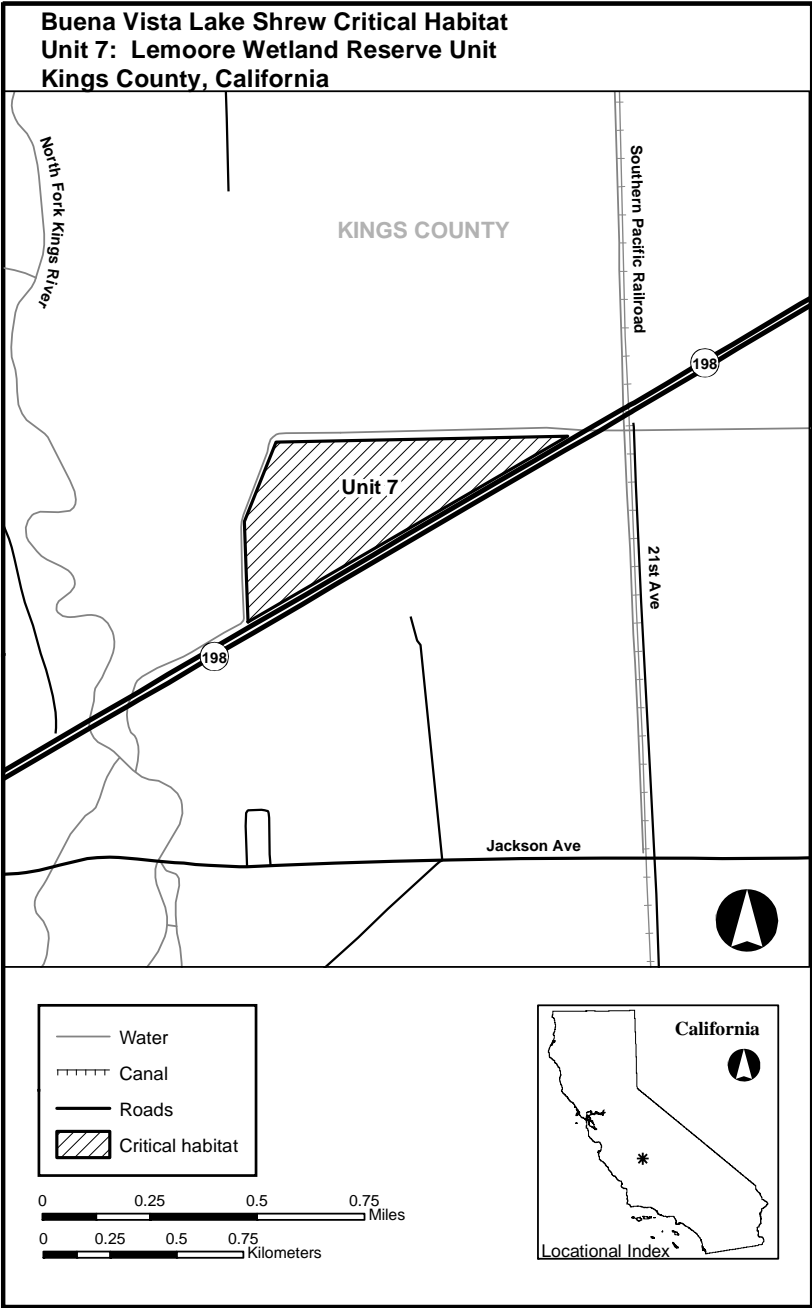 Buena Vista Lake Shrew Critical Habitat
Unit 7: Lemoore Wetland Reserve Unit
Kings County, California
North Fork Kings River
KINGS COUNTY
Southern Pacific Railroad
198
Unit 7
21st Ave
198
Jackson Ave
Water
Canal
Roads
Critical habitat
0 0.25 0.5 0.75
Miles
0 0.25 0.5 0.75
Kilometers
California
Locational Index